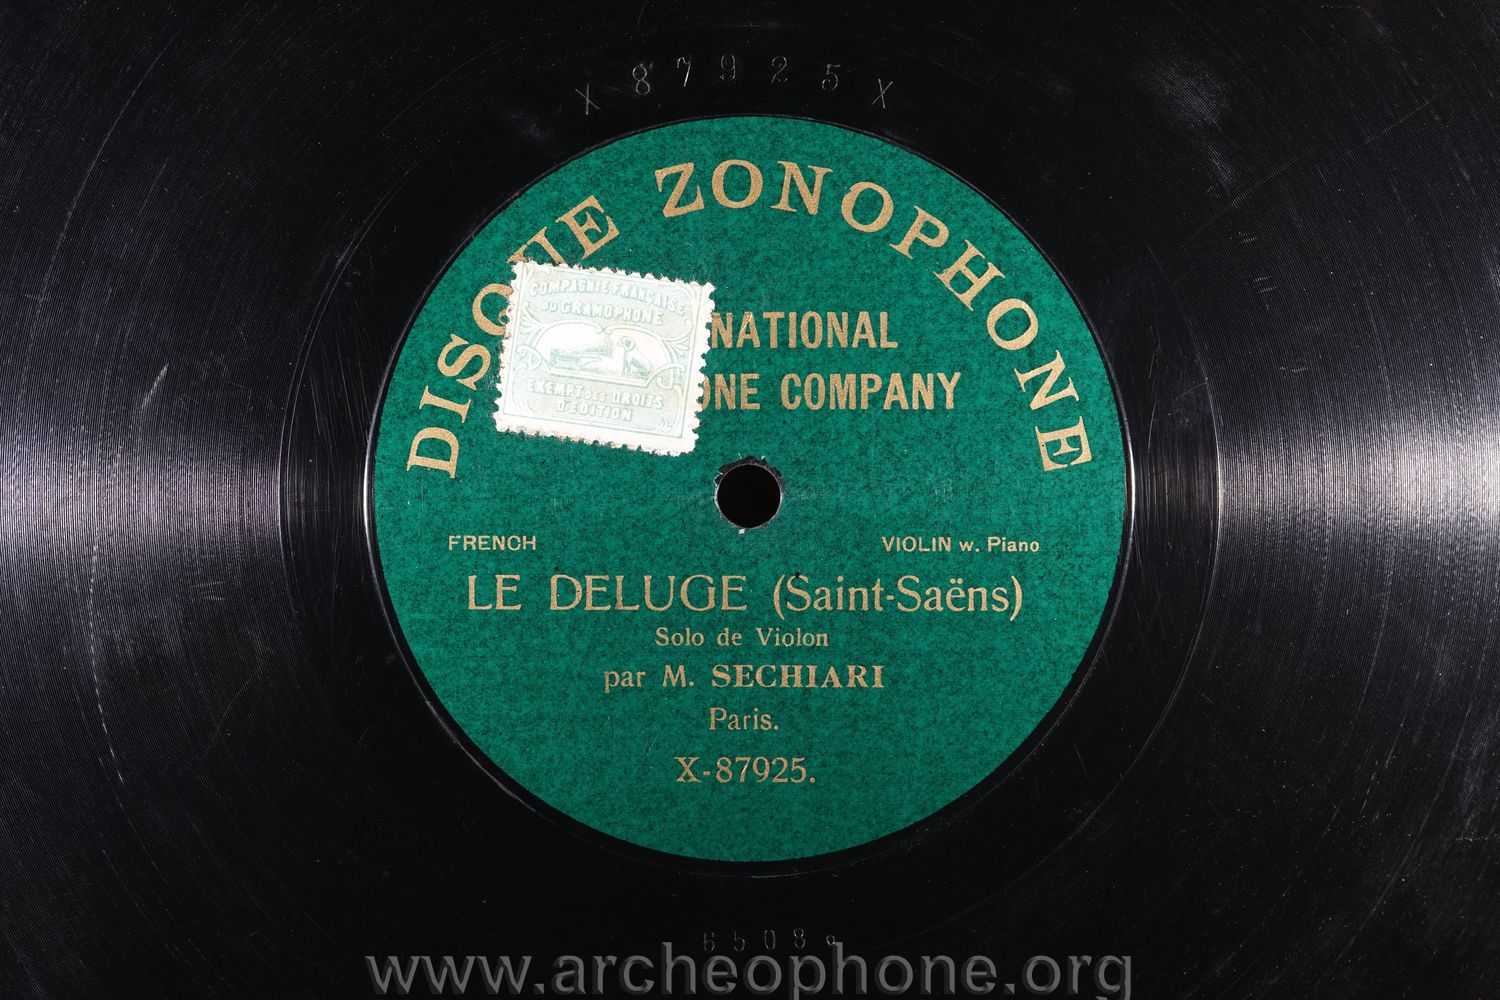 X 87925 X
DISQUE ZONOPHONE
COMPAGNIE FRANÇAISE
DU GRAMOPHONE
EXEMPT DES DROITS
D'EDITION
NATIONAL
ONE COMPANY
FRENCH
VIOLIN w. Piano
LE DELUGE (Saint-Saëns)
Solo de Violon
par M. SECHIARI
Paris.
X-87925.
6508
www.archeophone.org